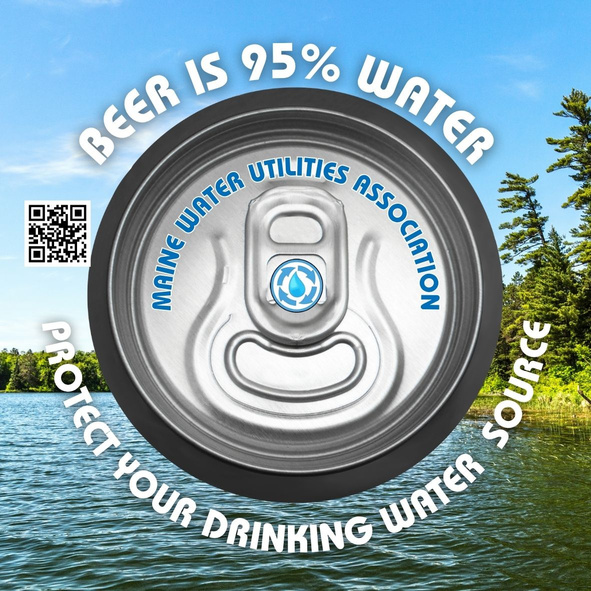 BEER IS 95% WATER
MAINE WATER UTILITIES ASSOCIATION
PROTECT YOUR DRINKING WATER SOURCE